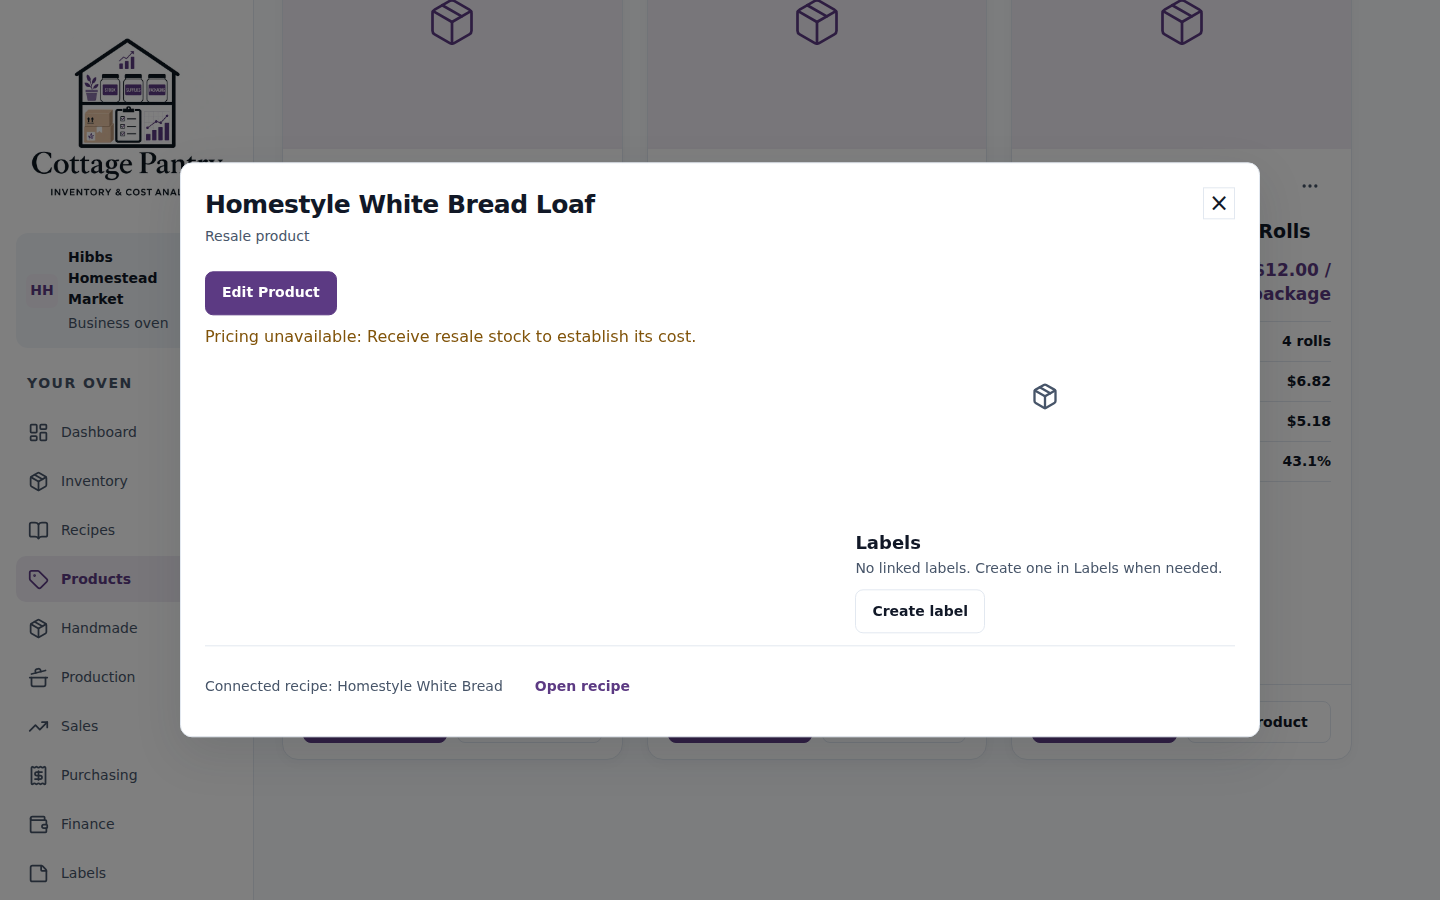 Cottage Pantry
INVENTORY & COST ANAL
HH
Hibbs
Homestead
Market
Business oven
YOUR OVEN
Dashboard
Inventory
Recipes
Products
Handmade
Production
Sales
Purchasing
Finance
Labels
Homestyle White Bread Loaf
Resale product
Edit Product
Pricing unavailable: Receive resale stock to establish its cost.
Labels
No linked labels. Create one in Labels when needed.
Create label
Connected recipe: Homestyle White Bread
Open recipe
Rolls
$12.00 /
package
4 rolls
$6.82
$5.18
43.1%
roduct